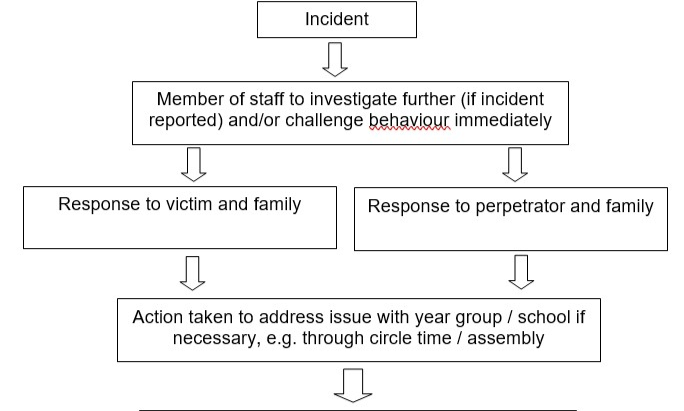 Incident
Member of staff to investigate further (if incident
reported) and/or challenge behaviour immediately
Response to victim and family
Response to perpetrator and family
Action taken to address issue with year group / school if
necessary, e.g. through circle time / assembly